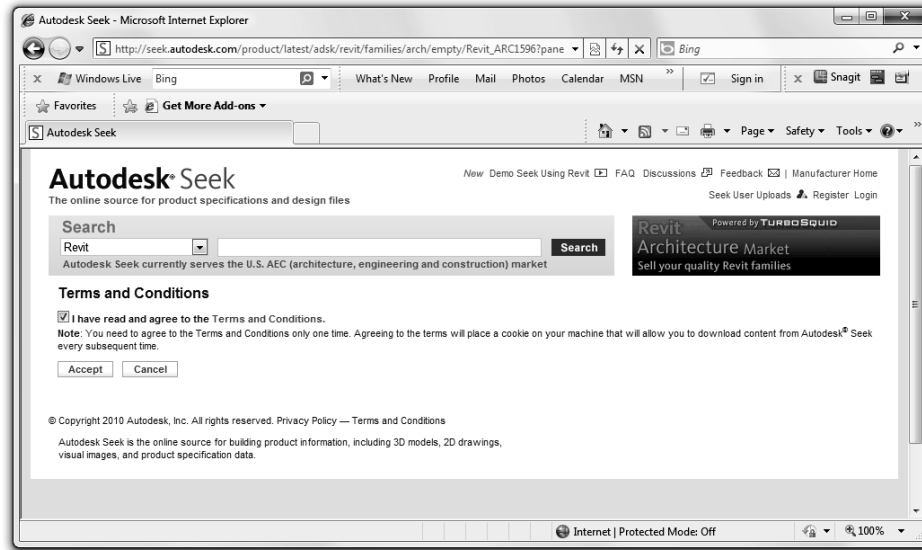 Autodesk Seek - Microsoft Internet Explorer
http://seek.autodesk.com/product/latest/adsk/revit/families/arch/empty/Revit_ARC1596?pane
Bing
x Windows Live Bing What's New Profile Mail Photos Calendar MSN » Sign in x Snagit
Favorites Get More Add-ons
Autodesk Seek Page Safety Tools »
Autodesk® Seek
The online source for product specifications and design files
New Demo Seek Using Revit FAQ Discussions Feedback | Manufacturer Home
Seek User Uploads Register Login
Search
Revit Search
Autodesk Seek currently serves the U.S. AEC (architecture, engineering and construction) market
Revit Powered by TURBOSQUID
Architecture Market
Sell your quality Revit families
Terms and Conditions
I have read and agree to the Terms and Conditions.
Note: You need to agree to the Terms and Conditions only one time. Agreeing to the terms will place a cookie on your machine that will allow you to download content from Autodesk® Seek
every subsequent time.
Accept Cancel
© Copyright 2010 Autodesk, Inc. All rights reserved. Privacy Policy — Terms and Conditions
Autodesk Seek is the online source for building product information, including 3D models, 2D drawings,
visual images, and product specification data.
Internet | Protected Mode: Off 100%